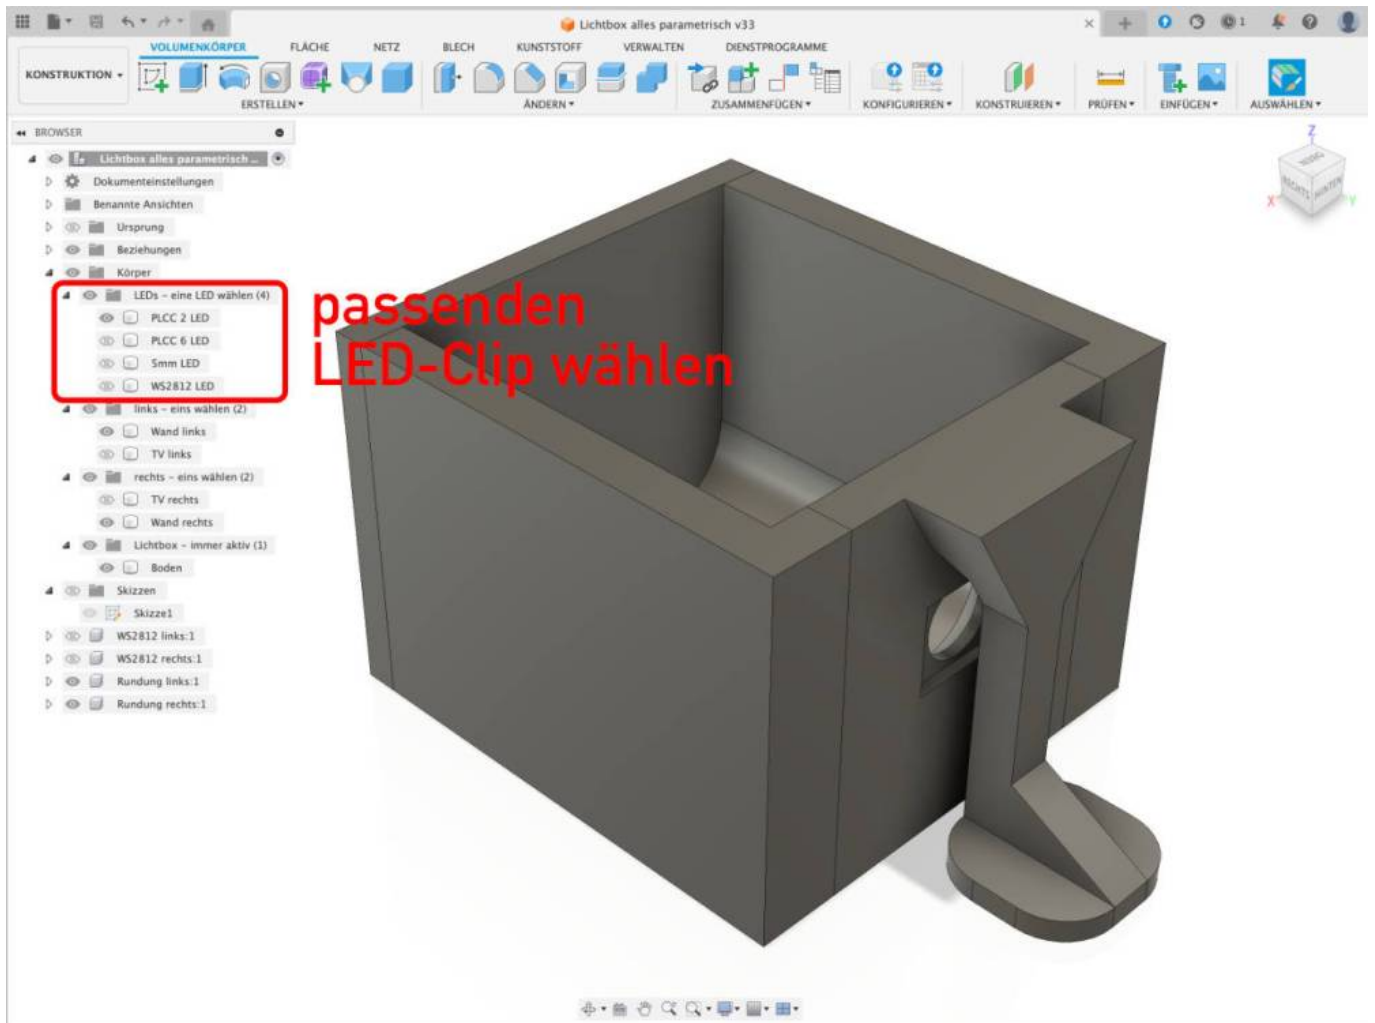 Lichtbox alles parametrisch v33
1
VOLUMENKÖRPER FLÄCHE NETZ BLECH KUNSTSTOFF VERWALTEN DIENSTPROGRAMME
KONSTRUKTION
ERSTELLEN ÄNDERN ZUSAMMENFÜGEN KONFIGURIEREN KONSTRUIEREN PRÜFEN EINFÜGEN AUSWÄHLEN
BROWSER
Lichtbox alles parametrisch ...
Dokumenteinstellungen
Benannte Ansichten
Ursprung
Beziehungen
Körper
LEDs - eine LED wählen (4)
PLCC 2 LED
PLCC 6 LED
5mm LED
WS2812 LED
links - eins wählen (2)
Wand links
TV links
rechts - eins wählen (2)
TV rechts
Wand rechts
Lichtbox - immer aktiv (1)
Boden
Skizzen
Skizze1
WS2812 links:1
WS2812 rechts:1
Rundung links:1
Rundung rechts:1
passenden
LED-Clip wählen
Z
RECHTS HINTEN
X Y